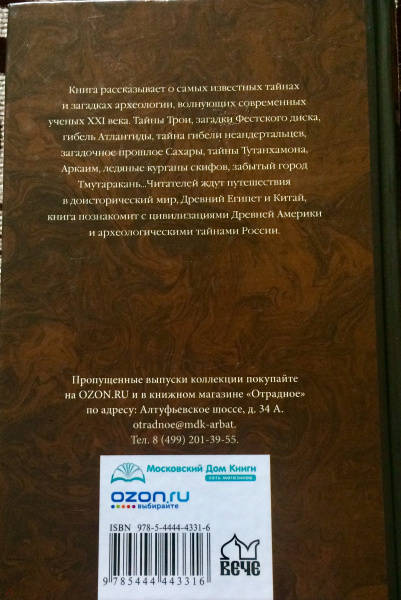 Книга рассказывает о самых известных тайнах
и загадках археологии, волнующих современных
ученых XXI века. Тайны Трои, загадки Фестского диска,
гибель Атлантиды, тайна гибели неандертальцев,
загадочное прошлое Сахары, тайны Тутанхамона,
Аркаим, ледяные курганы скифов, забытый город
Тмутаракань...Читателей ждут путешествия
в доисторический мир, Древний Египет и Китай,
книга познакомит с цивилизациями Древней Америки
и археологическими тайнами России.
Пропущенные выпуски коллекции покупайте
на OZON.RU и в книжном магазине «Отрадное»
по адресу: Алтуфьевское шоссе, д. 34 А.
otradnoe@mdk-arbat.
Тел. 8 (499) 201-39-55.
Московский Дом Книги
сеть магазинов
ozon.ru
выбирайте
ISBN 978-5-4444-4331-6
9 785444 443316
ВЕЧЕ